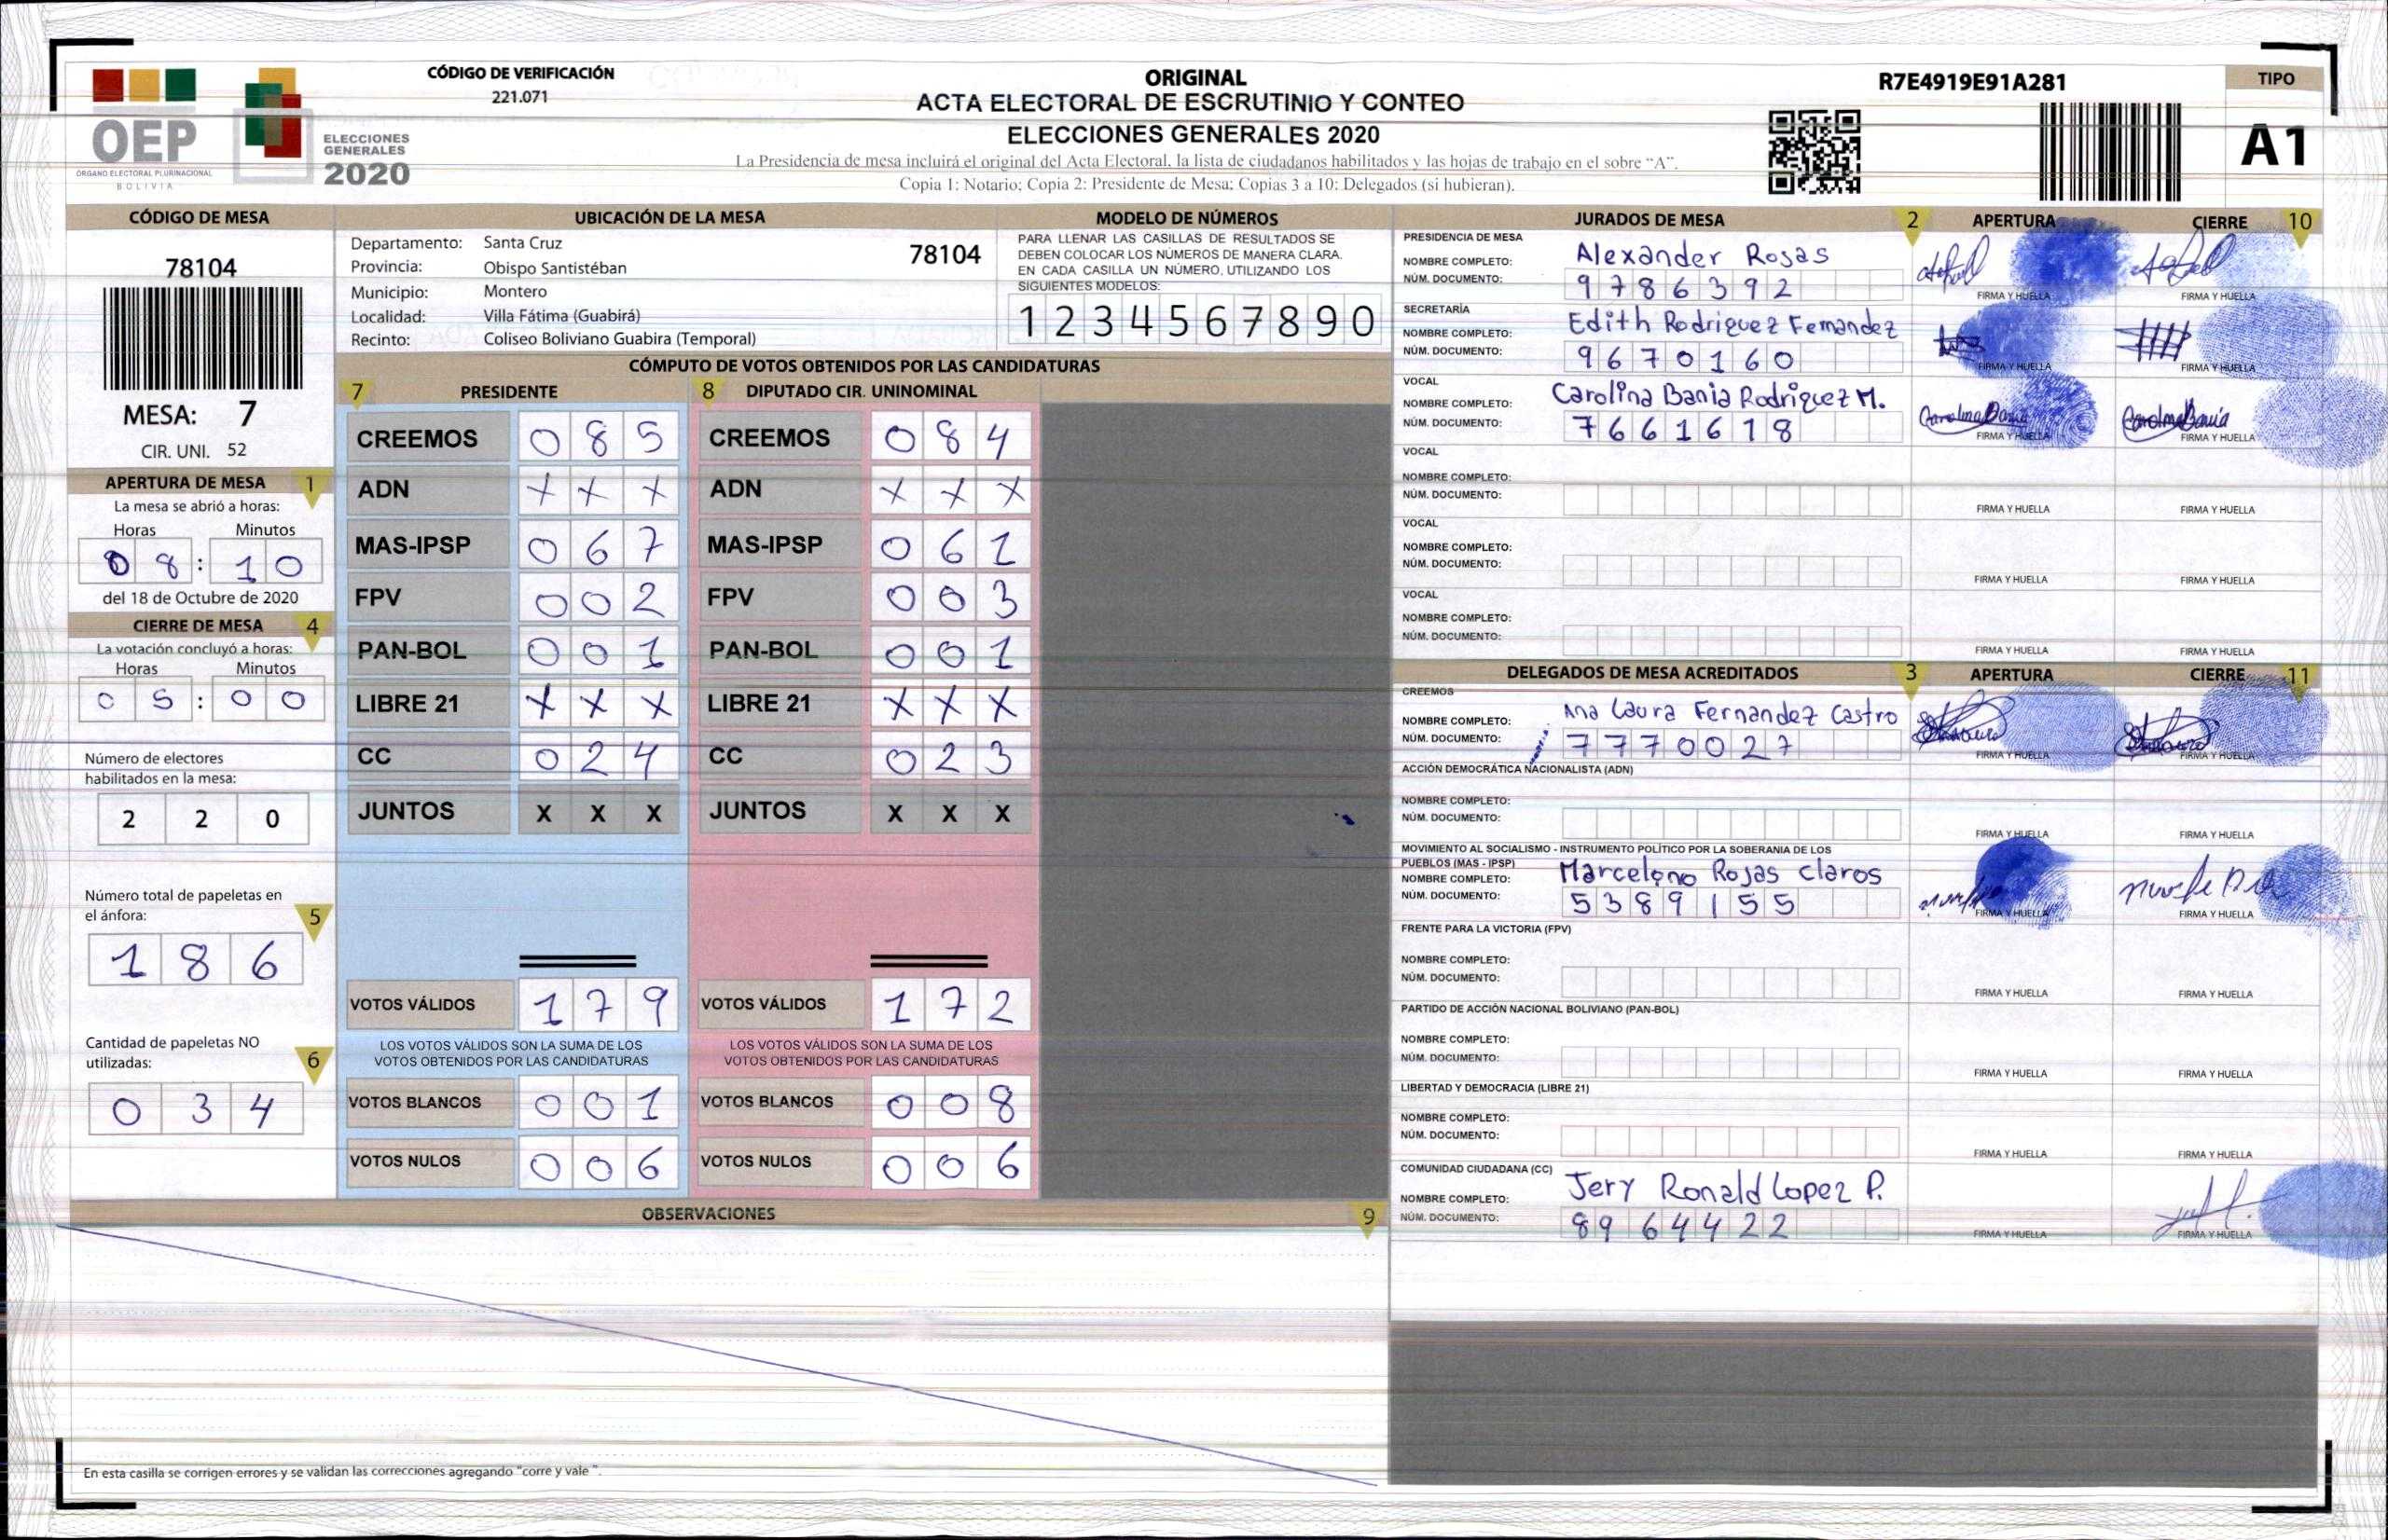 CÓDIGO DE VERIFICACIÓN
221.071
ORIGINAL
ACTA ELECTORAL DE ESCRUTINIO Y CONTEO
ELECCIONES GENERALES 2020
La Presidencia de mesa incluirá el original del Acta Electoral, la lista de ciudadanos habilitados y las hojas de trabajo en el sobre "A".
Copia 1: Notario; Copia 2: Presidente de Mesa; Copias 3 a 10: Delegados (si hubieran).
R7E4919E91A281
TIPO
A1
OEP
ÓRGANO ELECTORAL PLURINACIONAL
BOLIVIA
ELECCIONES
GENERALES
2020
CÓDIGO DE MESA
78104
MESA: 7
CIR. UNI. 52
APERTURA DE MESA 1
La mesa se abrió a horas:
Horas Minutos
08:10
del 18 de Octubre de 2020
CIERRE DE MESA 4
La votación concluyó a horas:
Horas Minutos
05:00
Número de electores
habilitados en la mesa:
2 2 0
Número total de papeletas en
el ánfora: 5
1 8 6
Cantidad de papeletas NO
utilizadas: 6
0 3 4
UBICACIÓN DE LA MESA
Departamento: Santa Cruz 78104
Provincia: Obispo Santistéban
Municipio: Montero
Localidad: Villa Fátima (Guabirá)
Recinto: Coliseo Boliviano Guabira (Temporal)
MODELO DE NÚMEROS
PARA LLENAR LAS CASILLAS DE RESULTADOS SE
DEBEN COLOCAR LOS NÚMEROS DE MANERA CLARA.
EN CADA CASILLA UN NÚMERO, UTILIZANDO LOS
SIGUIENTES MODELOS:
1 2 3 4 5 6 7 8 9 0
CÓMPUTO DE VOTOS OBTENIDOS POR LAS CANDIDATURAS
7 PRESIDENTE 8 DIPUTADO CIR. UNINOMINAL
CREEMOS 0 8 5 CREEMOS 0 8 4
ADN X X X ADN X X X
MAS-IPSP 0 6 7 MAS-IPSP 0 6 1
FPV 0 0 2 FPV 0 0 3
PAN-BOL 0 0 1 PAN-BOL 0 0 1
LIBRE 21 X X X LIBRE 21 X X X
CC 0 2 4 CC 0 2 3
JUNTOS X X X JUNTOS X X X
VOTOS VÁLIDOS 1 7 9 VOTOS VÁLIDOS 1 7 2
LOS VOTOS VÁLIDOS SON LA SUMA DE LOS LOS VOTOS VÁLIDOS SON LA SUMA DE LOS
VOTOS OBTENIDOS POR LAS CANDIDATURAS VOTOS OBTENIDOS POR LAS CANDIDATURAS
VOTOS BLANCOS 0 0 1 VOTOS BLANCOS 0 0 8
VOTOS NULOS 0 0 6 VOTOS NULOS 0 0 6
OBSERVACIONES 9
En esta casilla se corrigen errores y se validan las correcciones agregando "corre y vale".
JURADOS DE MESA 2 APERTURA CIERRE 10
PRESIDENCIA DE MESA
NOMBRE COMPLETO: Alexander Rojas
NÚM. DOCUMENTO: 9786392
FIRMA Y HUELLA FIRMA Y HUELLA
SECRETARÍA
NOMBRE COMPLETO: Edith Rodriguez Fernandez
NÚM. DOCUMENTO: 9670160
FIRMA Y HUELLA FIRMA Y HUELLA
VOCAL
NOMBRE COMPLETO: Carolina Bania Rodriguez M.
NÚM. DOCUMENTO: 7661618
Carolina Bania Carolina Bania
FIRMA Y HUELLA FIRMA Y HUELLA
VOCAL
NOMBRE COMPLETO:
NÚM. DOCUMENTO:
FIRMA Y HUELLA FIRMA Y HUELLA
VOCAL
NOMBRE COMPLETO:
NÚM. DOCUMENTO:
FIRMA Y HUELLA FIRMA Y HUELLA
VOCAL
NOMBRE COMPLETO:
NÚM. DOCUMENTO:
FIRMA Y HUELLA FIRMA Y HUELLA
DELEGADOS DE MESA ACREDITADOS 3 APERTURA CIERRE 11
CREEMOS
NOMBRE COMPLETO: Ana Laura Fernandez Castro
NÚM. DOCUMENTO: 7770027
FIRMA Y HUELLA FIRMA Y HUELLA
ACCIÓN DEMOCRÁTICA NACIONALISTA (ADN)
NOMBRE COMPLETO:
NÚM. DOCUMENTO:
FIRMA Y HUELLA FIRMA Y HUELLA
MOVIMIENTO AL SOCIALISMO - INSTRUMENTO POLÍTICO POR LA SOBERANIA DE LOS
PUEBLOS (MAS - IPSP)
NOMBRE COMPLETO: Marceleno Rojas Claros
NÚM. DOCUMENTO: 5389155
FIRMA Y HUELLA FIRMA Y HUELLA
FRENTE PARA LA VICTORIA (FPV)
NOMBRE COMPLETO:
NÚM. DOCUMENTO:
FIRMA Y HUELLA FIRMA Y HUELLA
PARTIDO DE ACCIÓN NACIONAL BOLIVIANO (PAN-BOL)
NOMBRE COMPLETO:
NÚM. DOCUMENTO:
FIRMA Y HUELLA FIRMA Y HUELLA
LIBERTAD Y DEMOCRACIA (LIBRE 21)
NOMBRE COMPLETO:
NÚM. DOCUMENTO:
FIRMA Y HUELLA FIRMA Y HUELLA
COMUNIDAD CIUDADANA (CC)
NOMBRE COMPLETO: Jery Ronald Lopez P.
NÚM. DOCUMENTO: 8964422
FIRMA Y HUELLA FIRMA Y HUELLA